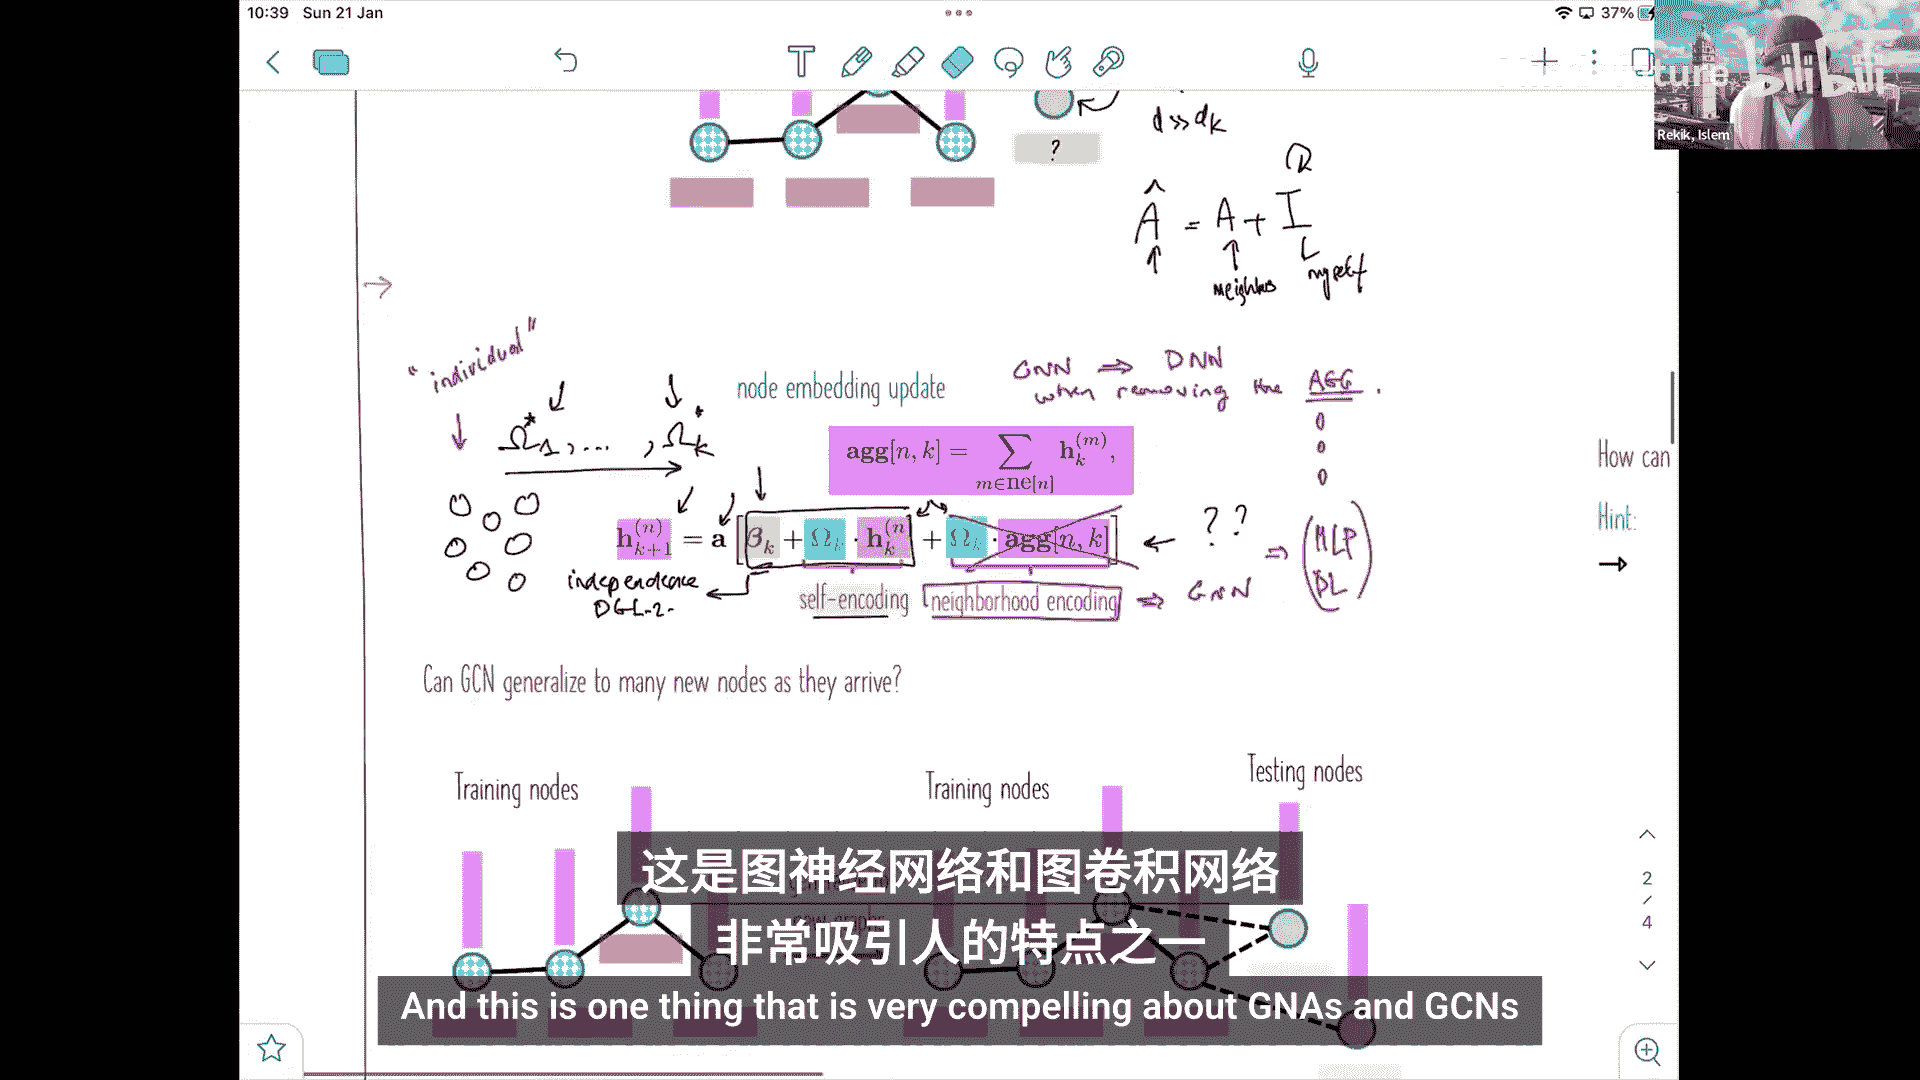 10:39 Sun 21 Jan
37%
bilibili
Rekik, Islem
d >> dk
?
Â = A + I
neighbors
myself
"individual"
GNN ⇒ DNN
when removing the AGG.
node embedding update
Ω*1, ... , Ω*k
agg[n, k] = ∑ m∈ne[n] h_k^(m),
How can
h_{k+1}^(n) = a [β_k + Ω_k · h_k^(n) + Ω_k · agg[n, k]]
← ??
⇒ (MLP
DL)
Hint:
→
independence
self-encoding
neighborhood encoding ⇒ GNN
Can GCN generalize to many new nodes as they arrive?
Training nodes
Training nodes
Testing nodes
2
4
这是图神经网络和图卷积网络
非常吸引人的特点之一
And this is one thing that is very compelling about GNAs and GCNs